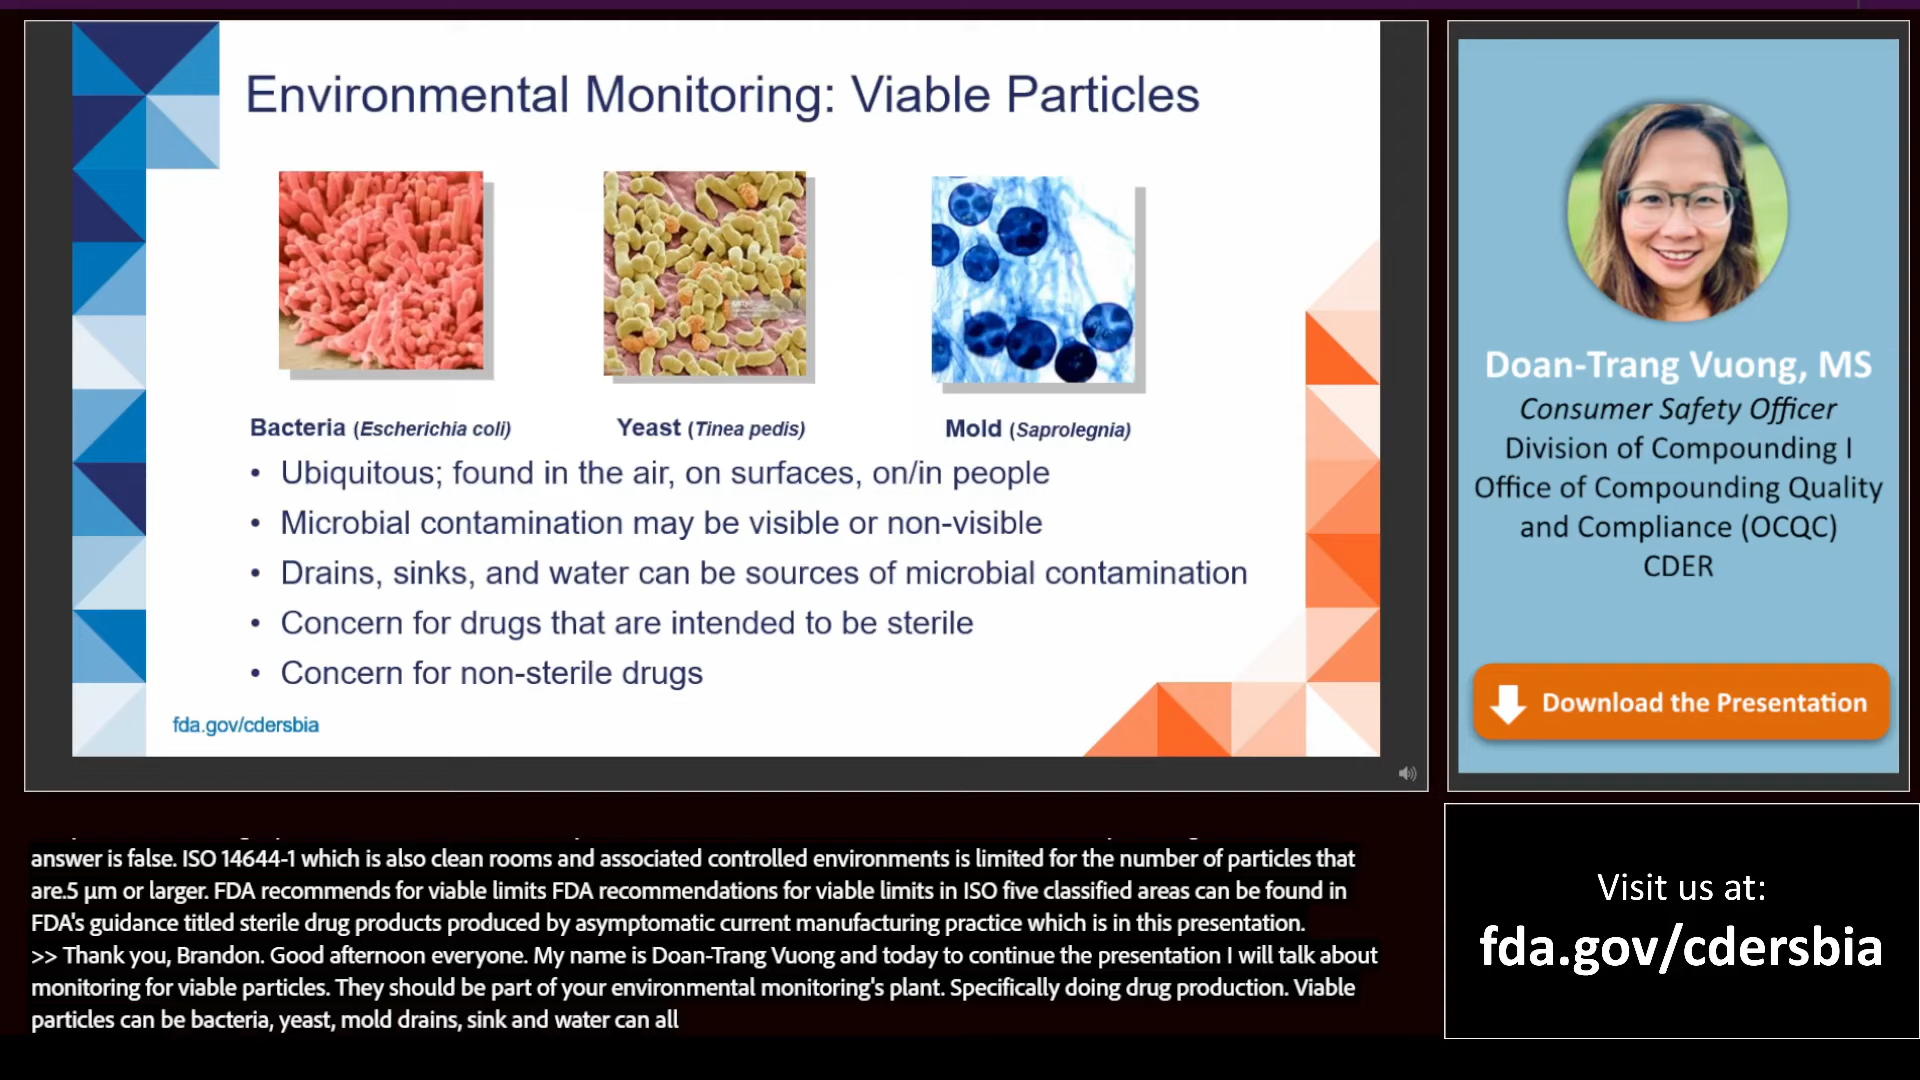 Environmental Monitoring: Viable Particles
Bacteria (Escherichia coli)
Yeast (Tinea pedis)
Mold (Saprolegnia)
• Ubiquitous; found in the air, on surfaces, on/in people
• Microbial contamination may be visible or non-visible
• Drains, sinks, and water can be sources of microbial contamination
• Concern for drugs that are intended to be sterile
• Concern for non-sterile drugs
fda.gov/cdersbia
Doan-Trang Vuong, MS
Consumer Safety Officer
Division of Compounding I
Office of Compounding Quality
and Compliance (OCQC)
CDER
Download the Presentation
answer is false. ISO 14644-1 which is also clean rooms and associated controlled environments is limited for the number of particles that
are.5 µm or larger. FDA recommends for viable limits FDA recommendations for viable limits in ISO five classified areas can be found in
FDA's guidance titled sterile drug products produced by asymptomatic current manufacturing practice which is in this presentation.
>> Thank you, Brandon. Good afternoon everyone. My name is Doan-Trang Vuong and today to continue the presentation I will talk about
monitoring for viable particles. They should be part of your environmental monitoring's plant. Specifically doing drug production. Viable
particles can be bacteria, yeast, mold drains, sink and water can all
Visit us at:
fda.gov/cdersbia